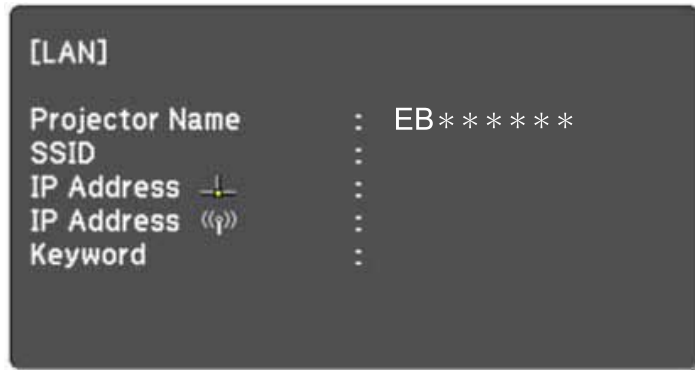 [LAN]
Projector Name : EB******
SSID :
IP Address :
IP Address :
Keyword :